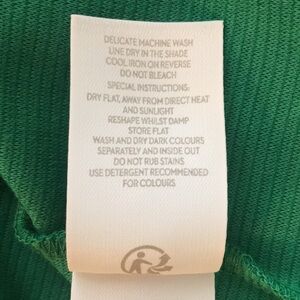 DELICATE MACHINE WASH
LINE DRY IN THE SHADE
COOL IRON ON REVERSE
DO NOT BLEACH
SPECIAL INSTRUCTIONS:
DRY FLAT, AWAY FROM DIRECT HEAT
AND SUNLIGHT
RESHAPE WHILST DAMP
STORE FLAT
WASH AND DRY DARK COLOURS
SEPARATELY AND INSIDE OUT
DO NOT RUB STAINS
USE DETERGENT RECOMMENDED
FOR COLOURS